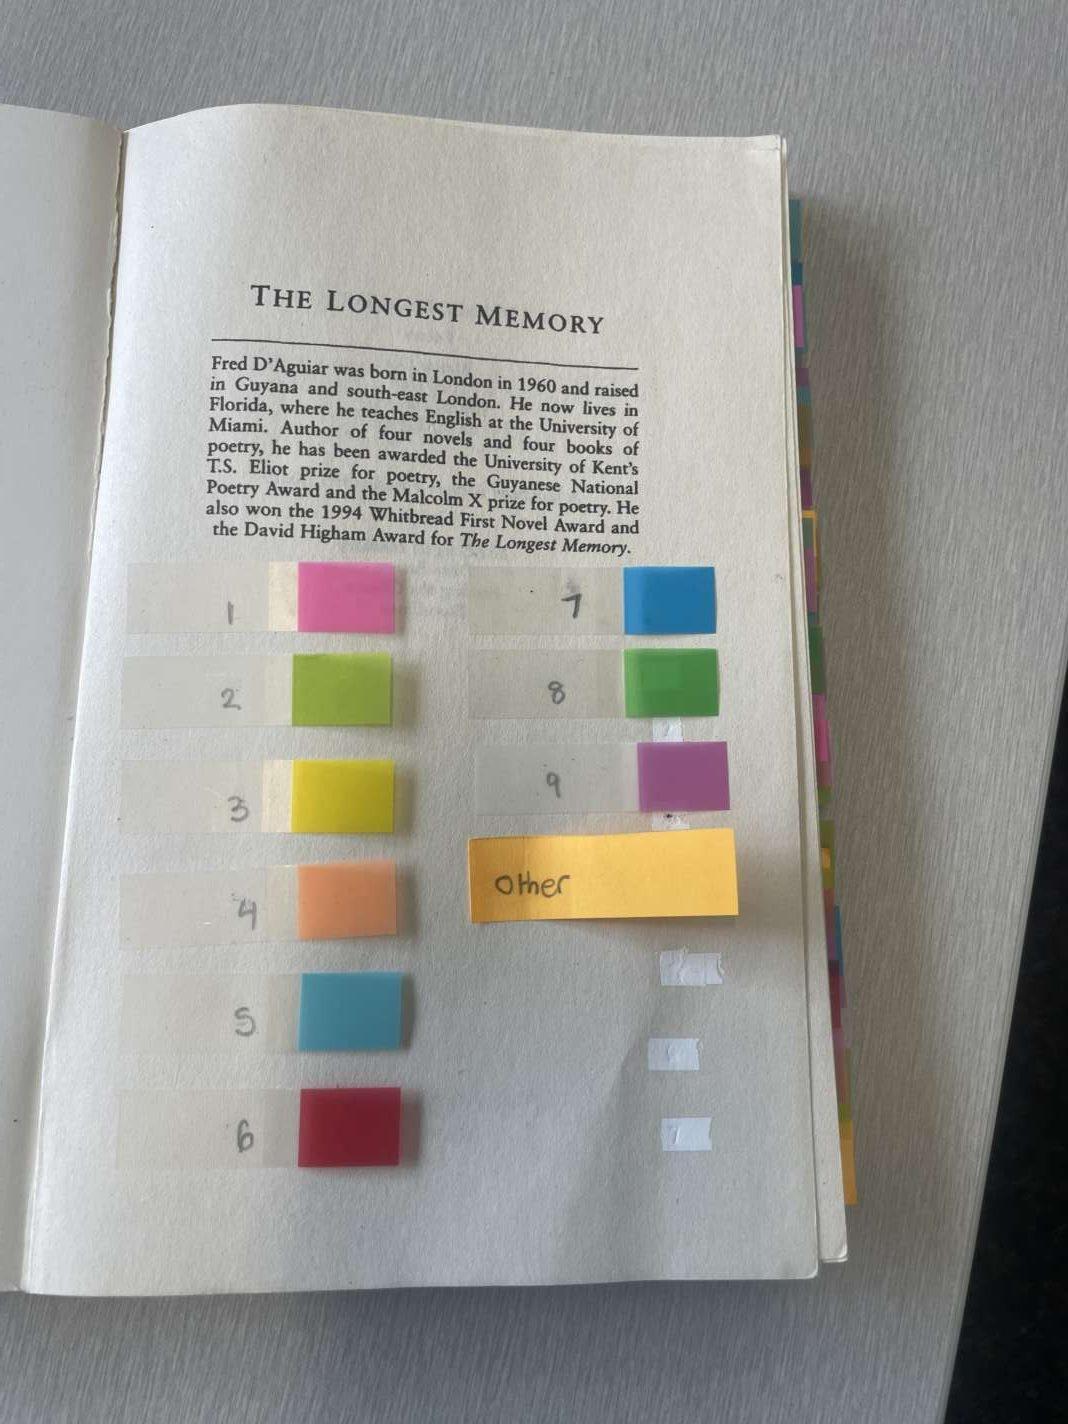 THE LONGEST MEMORY
Fred D'Aguiar was born in London in 1960 and raised
in Guyana and south-east London. He now lives in
Florida, where he teaches English at the University of
Miami. Author of four novels and four books of
poetry, he has been awarded the University of Kent's
T.S. Eliot prize for poetry, the Guyanese National
Poetry Award and the Malcolm X prize for poetry. He
also won the 1994 Whitbread First Novel Award and
the David Higham Award for The Longest Memory.
1
2
3
4
5
6
7
8
9
other